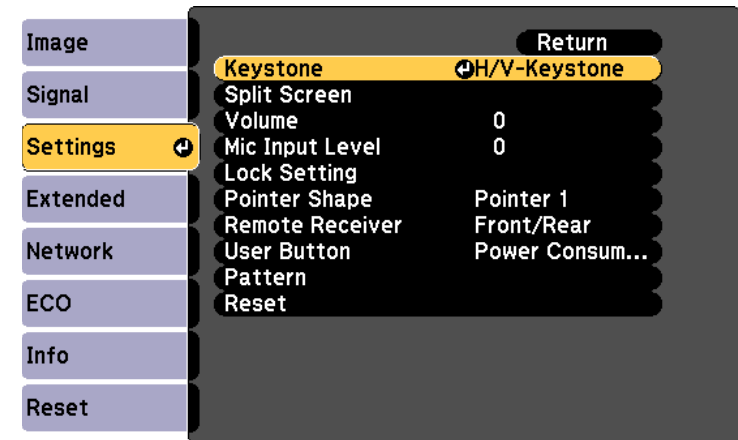 Image
Signal
Settings
Extended
Network
ECO
Info
Reset
Return
Keystone H/V-Keystone
Split Screen
Volume 0
Mic Input Level 0
Lock Setting
Pointer Shape Pointer 1
Remote Receiver Front/Rear
User Button Power Consum...
Pattern
Reset